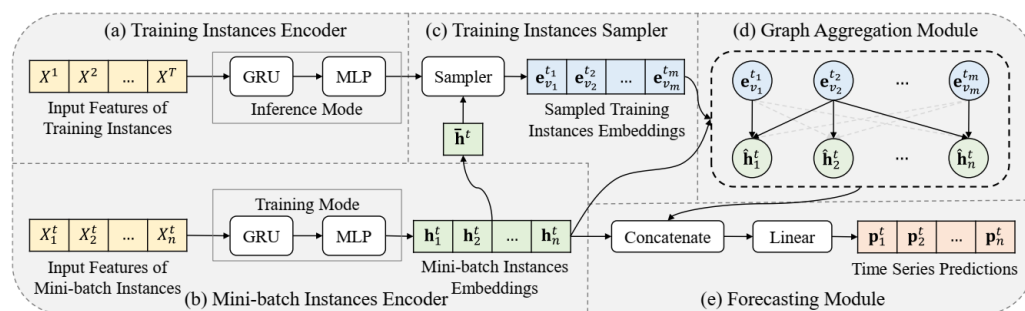 (a) Training Instances Encoder
X¹ X² ... Xᵀ
Input Features of
Training Instances
GRU
MLP
Inference Mode
(c) Training Instances Sampler
Sampler
e_{v_1}^{t_1} e_{v_2}^{t_2} ... e_{v_m}^{t_m}
Sampled Training
Instances Embeddings
h̄^t
(d) Graph Aggregation Module
e_{v_1}^{t_1} e_{v_2}^{t_2} ... e_{v_m}^{t_m}
ĥ_1^t ĥ_2^t ... ĥ_n^t
X_1^t X_2^t ... X_n^t
Input Features of
Mini-batch Instances
Training Mode
GRU
MLP
h_1^t h_2^t ... h_n^t
Mini-batch Instances
Embeddings
(b) Mini-batch Instances Encoder
Concatenate
Linear
p_1^t p_2^t ... p_n^t
Time Series Predictions
(e) Forecasting Module